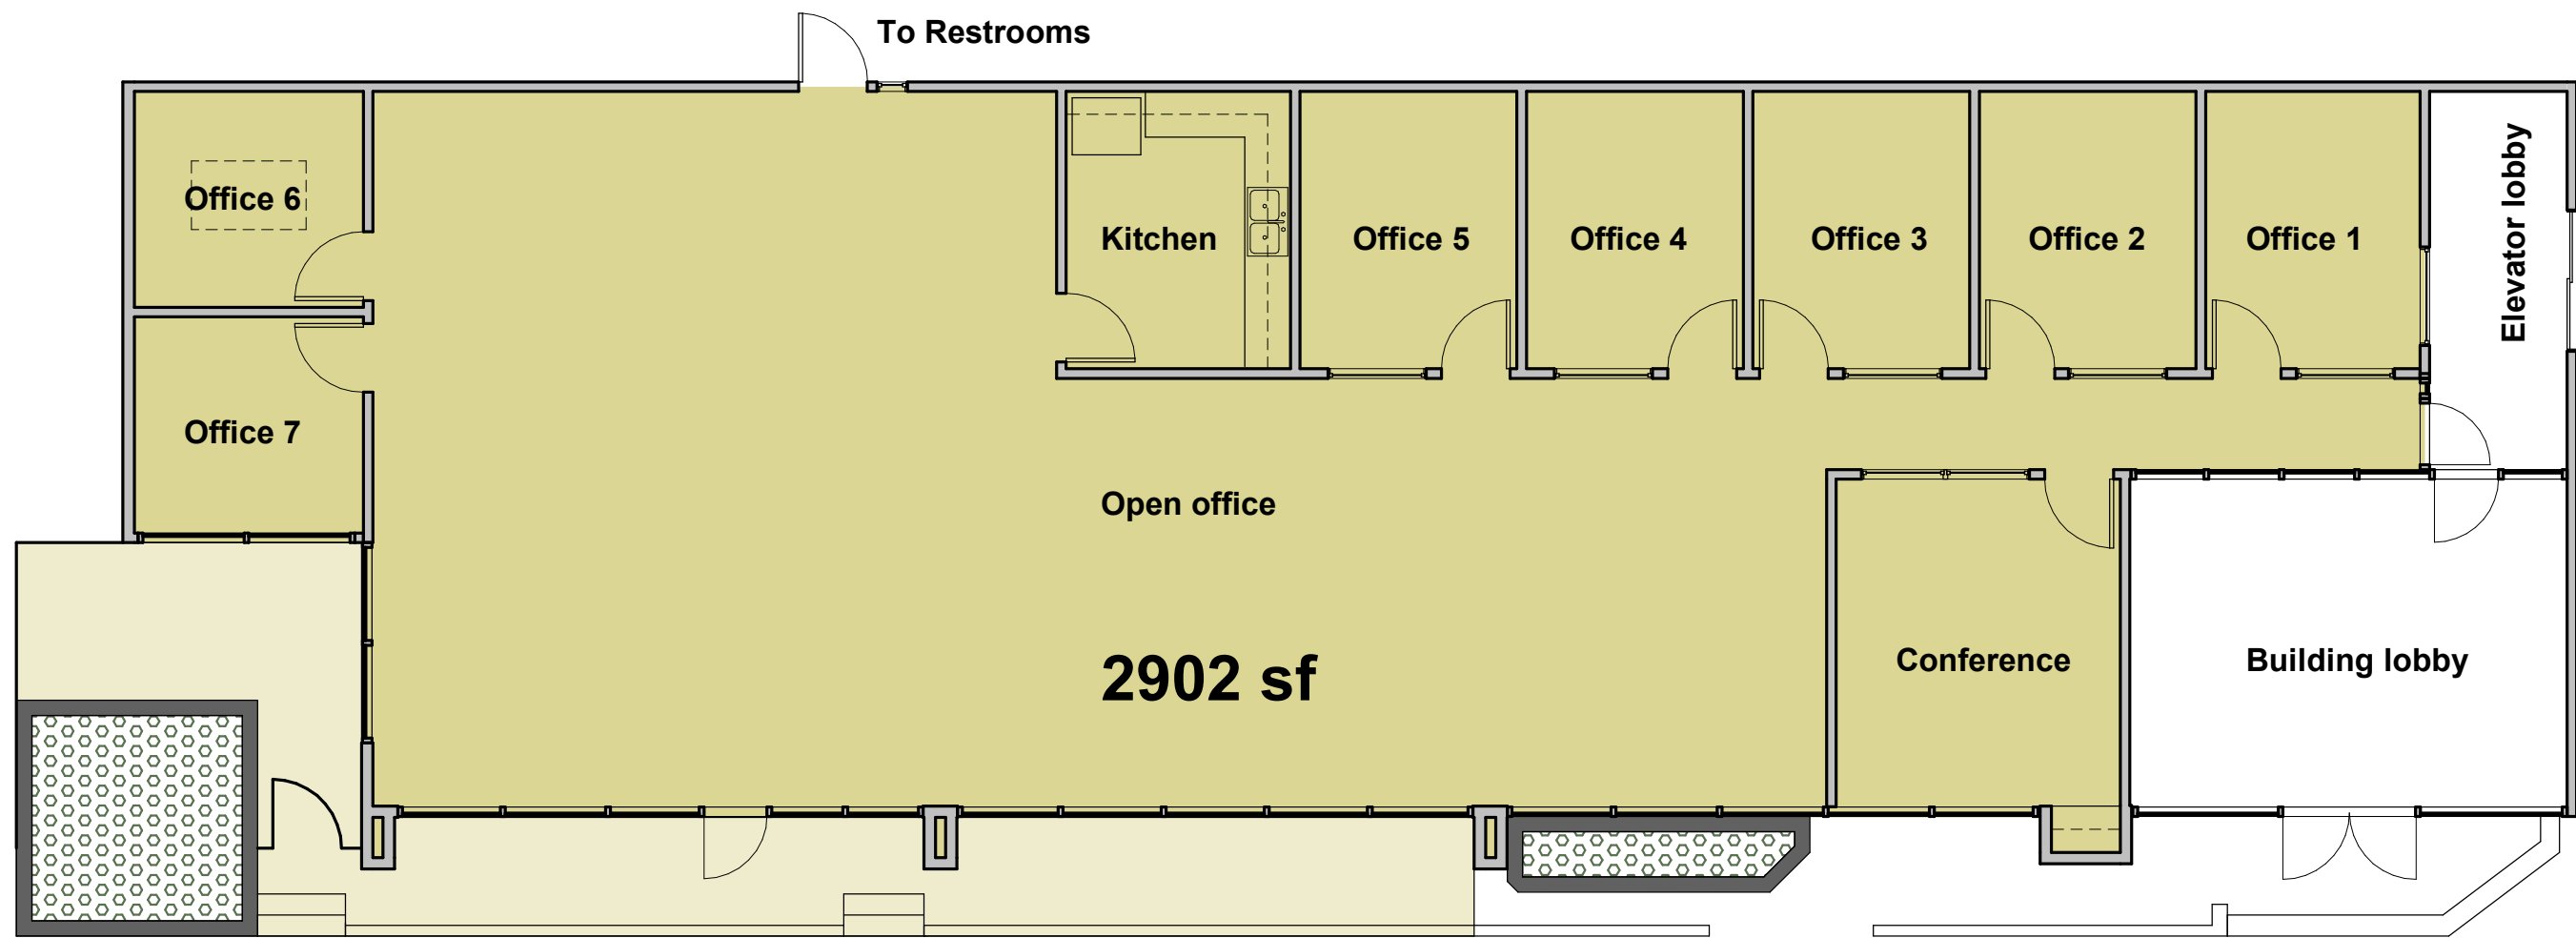 To Restrooms
Office 6
Kitchen
Office 5
Office 4
Office 3
Office 2
Office 1
Elevator lobby
Office 7
Open office
2902 sf
Conference
Building lobby